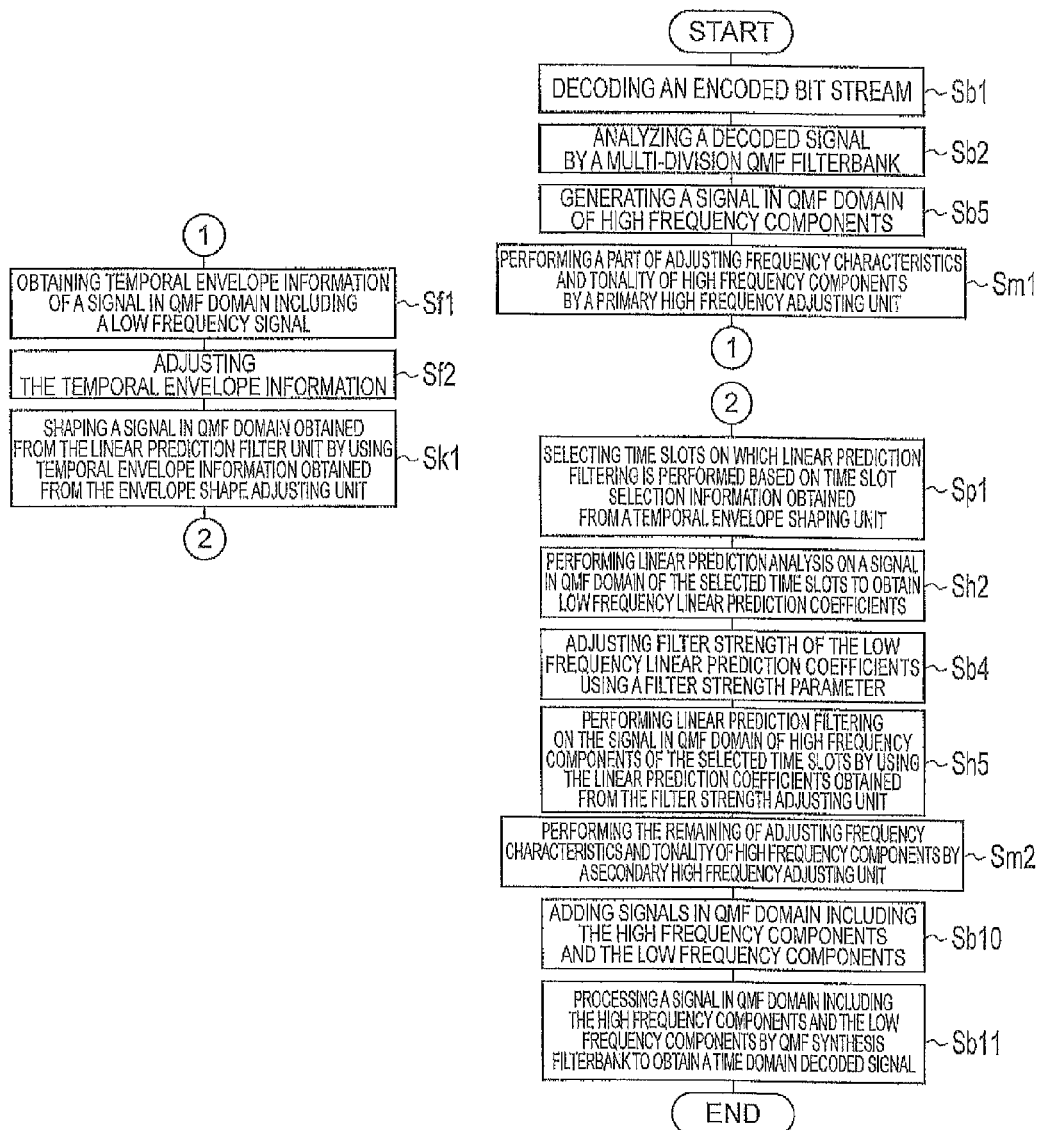 START
DECODING AN ENCODED BIT STREAM
Sb1
ANALYZING A DECODED SIGNAL
BY A MULTI-DIVISION QMF FILTERBANK
Sb2
GENERATING A SIGNAL IN QMF DOMAIN
OF HIGH FREQUENCY COMPONENTS
Sb5
PERFORMING A PART OF ADJUSTING FREQUENCY CHARACTERISTICS
AND TONALITY OF HIGH FREQUENCY COMPONENTS
BY A PRIMARY HIGH FREQUENCY ADJUSTING UNIT
Sm1
1
1
OBTAINING TEMPORAL ENVELOPE INFORMATION
OF A SIGNAL IN QMF DOMAIN INCLUDING
A LOW FREQUENCY SIGNAL
Sf1
ADJUSTING
THE TEMPORAL ENVELOPE INFORMATION
Sf2
SHAPING A SIGNAL IN QMF DOMAIN OBTAINED
FROM THE LINEAR PREDICTION FILTER UNIT BY USING
TEMPORAL ENVELOPE INFORMATION OBTAINED
FROM THE ENVELOPE SHAPE ADJUSTING UNIT
Sk1
2
2
SELECTING TIME SLOTS ON WHICH LINEAR PREDICTION
FILTERING IS PERFORMED BASED ON TIME SLOT
SELECTION INFORMATION OBTAINED
FROM A TEMPORAL ENVELOPE SHAPING UNIT
Sp1
PERFORMING LINEAR PREDICTION ANALYSIS ON A SIGNAL
IN QMF DOMAIN OF THE SELECTED TIME SLOTS TO OBTAIN
LOW FREQUENCY LINEAR PREDICTION COEFFICIENTS
Sh2
ADJUSTING FILTER STRENGTH OF THE LOW
FREQUENCY LINEAR PREDICTION COEFFICIENTS
USING A FILTER STRENGTH PARAMETER
Sb4
PERFORMING LINEAR PREDICTION FILTERING
ON THE SIGNAL IN QMF DOMAIN OF HIGH FREQUENCY
COMPONENTS OF THE SELECTED TIME SLOTS BY USING
THE LINEAR PREDICTION COEFFICIENTS OBTAINED
FROM THE FILTER STRENGTH ADJUSTING UNIT
Sh5
PERFORMING THE REMAINING OF ADJUSTING FREQUENCY
CHARACTERISTICS AND TONALITY OF HIGH FREQUENCY COMPONENTS BY
A SECONDARY HIGH FREQUENCY ADJUSTING UNIT
Sm2
ADDING SIGNALS IN QMF DOMAIN INCLUDING
THE HIGH FREQUENCY COMPONENTS
AND THE LOW FREQUENCY COMPONENTS
Sb10
PROCESSING A SIGNAL IN QMF DOMAIN INCLUDING
THE HIGH FREQUENCY COMPONENTS AND THE LOW
FREQUENCY COMPONENTS BY QMF SYNTHESIS
FILTERBANK TO OBTAIN A TIME DOMAIN DECODED SIGNAL
Sb11
END